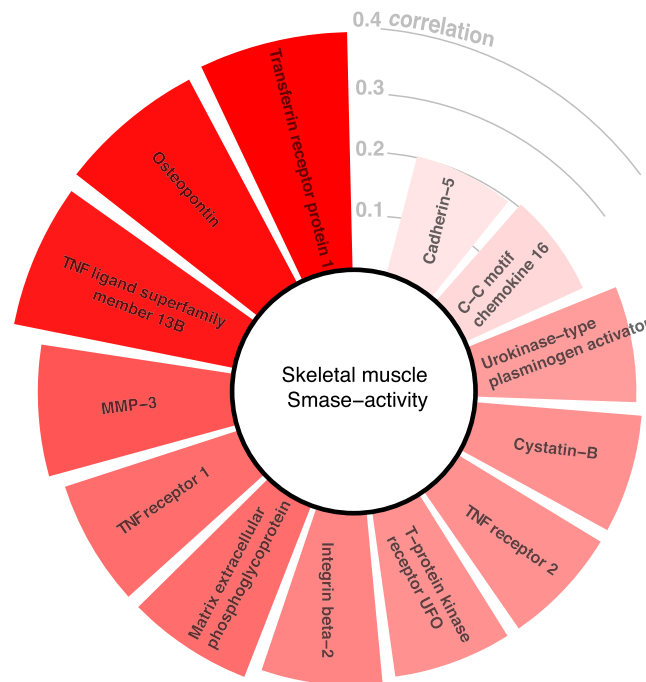 0.4 correlation
0.3
0.2
0.1
Cadherin−5
C−C motif
chemokine 16
Urokinase−type
plasminogen activator
Cystatin−B
TNF receptor 2
T−protein kinase
receptor UFO
Integrin beta−2
Matrix extracellular
phosphoglycoprotein
TNF receptor 1
MMP−3
TNF ligand superfamily
member 13B
Osteopontin
Transferrin receptor protein 1
Skeletal muscle
Smase−activity